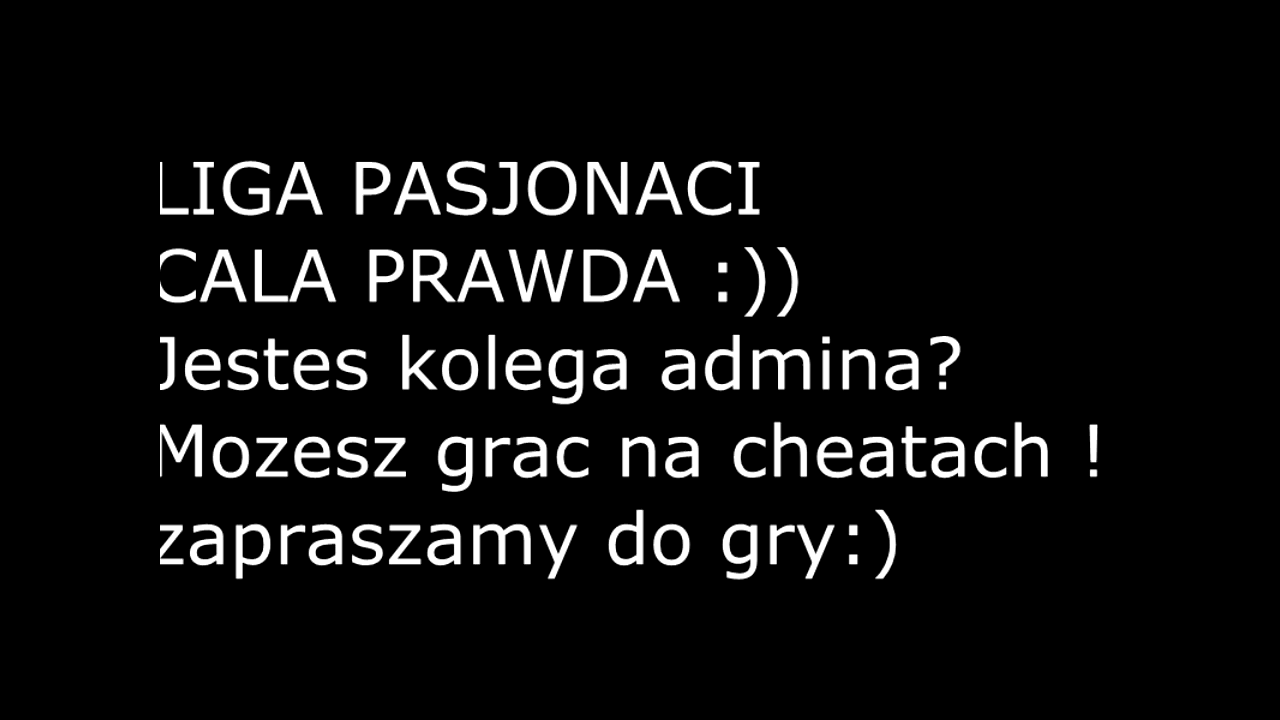 LIGA PASJONACI
CALA PRAWDA :))
Jestes kolega admina?
Mozesz grac na cheatach !
zapraszamy do gry:)